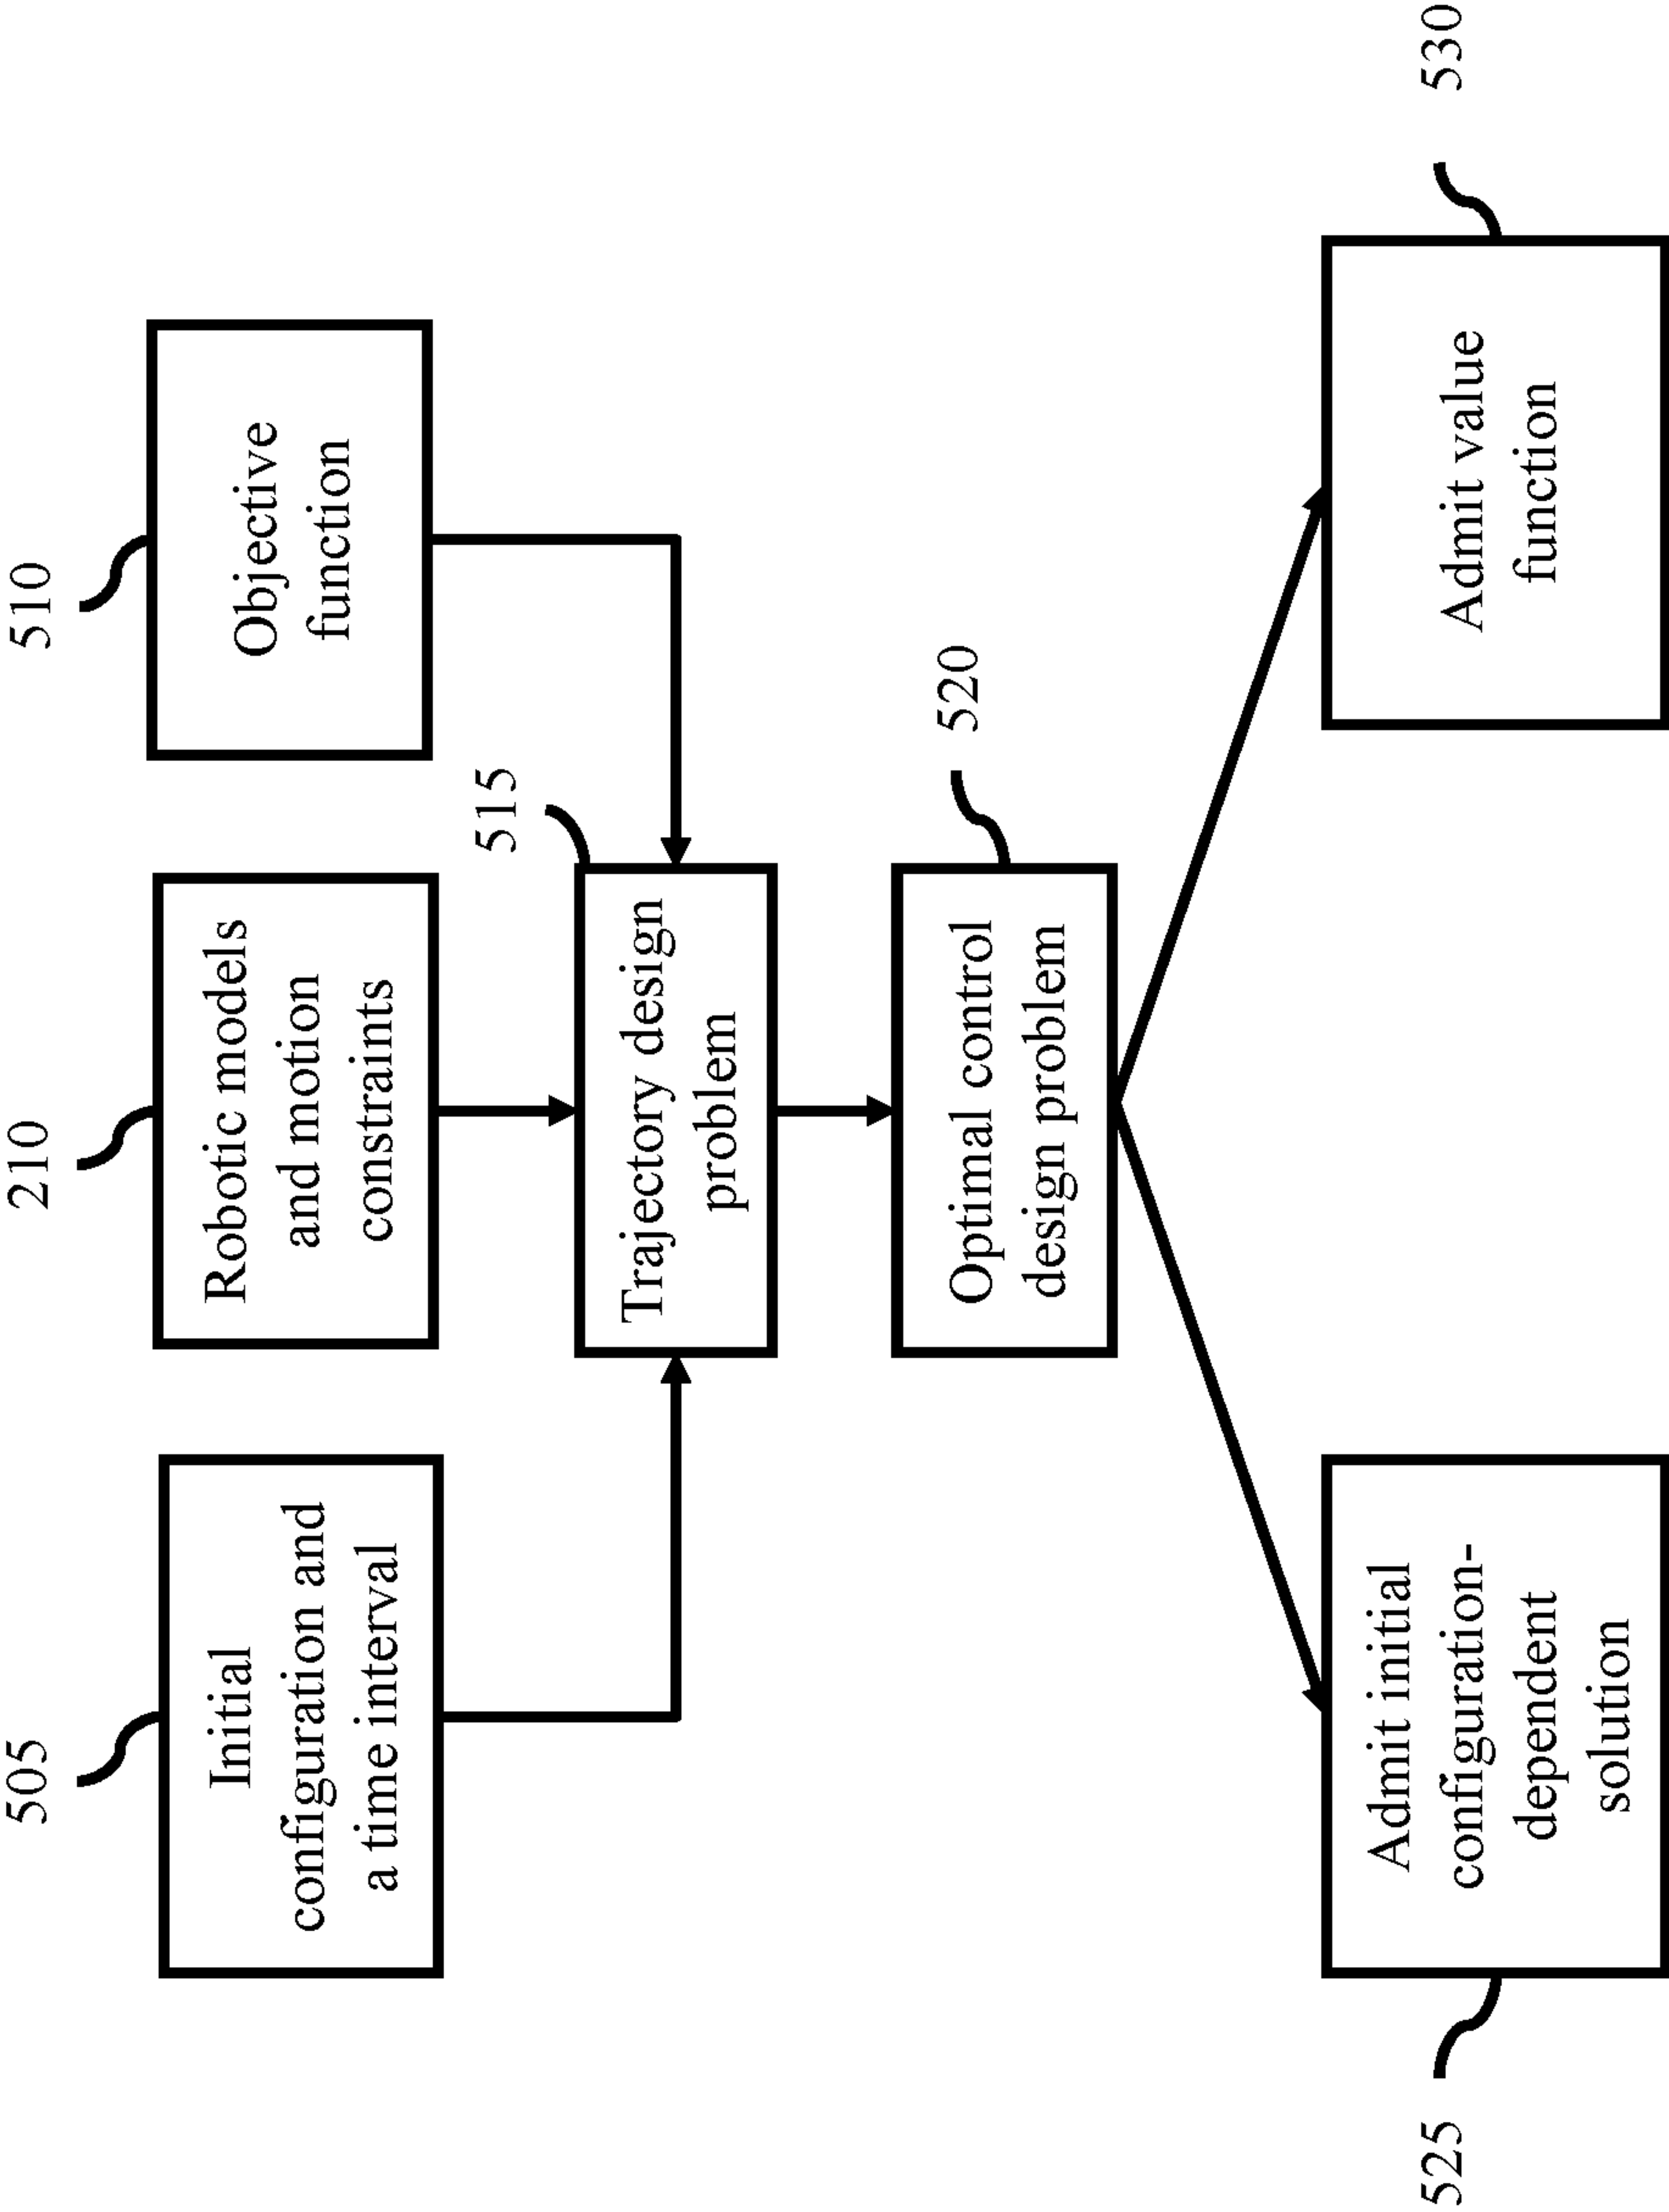 505
Initial
configuration and
a time interval
210
Robotic models
and motion
constraints
510
Objective
function
515
Trajectory design
problem
520
Optimal control
design problem
525
Admit initial
configuration-
dependent
solution
530
Admit value
function